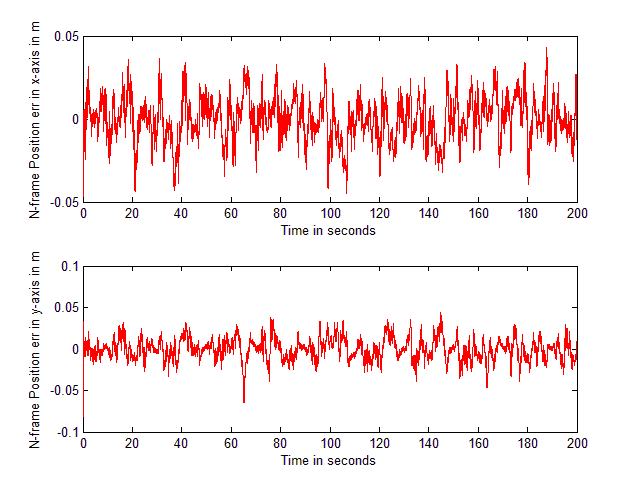 N-frame Position err in x-axis in m
0.05
0
-0.05
0 20 40 60 80 100 120 140 160 180 200
Time in seconds
N-frame Position err in y-axis in m
0.1
0.05
0
-0.05
-0.1
0 20 40 60 80 100 120 140 160 180 200
Time in seconds